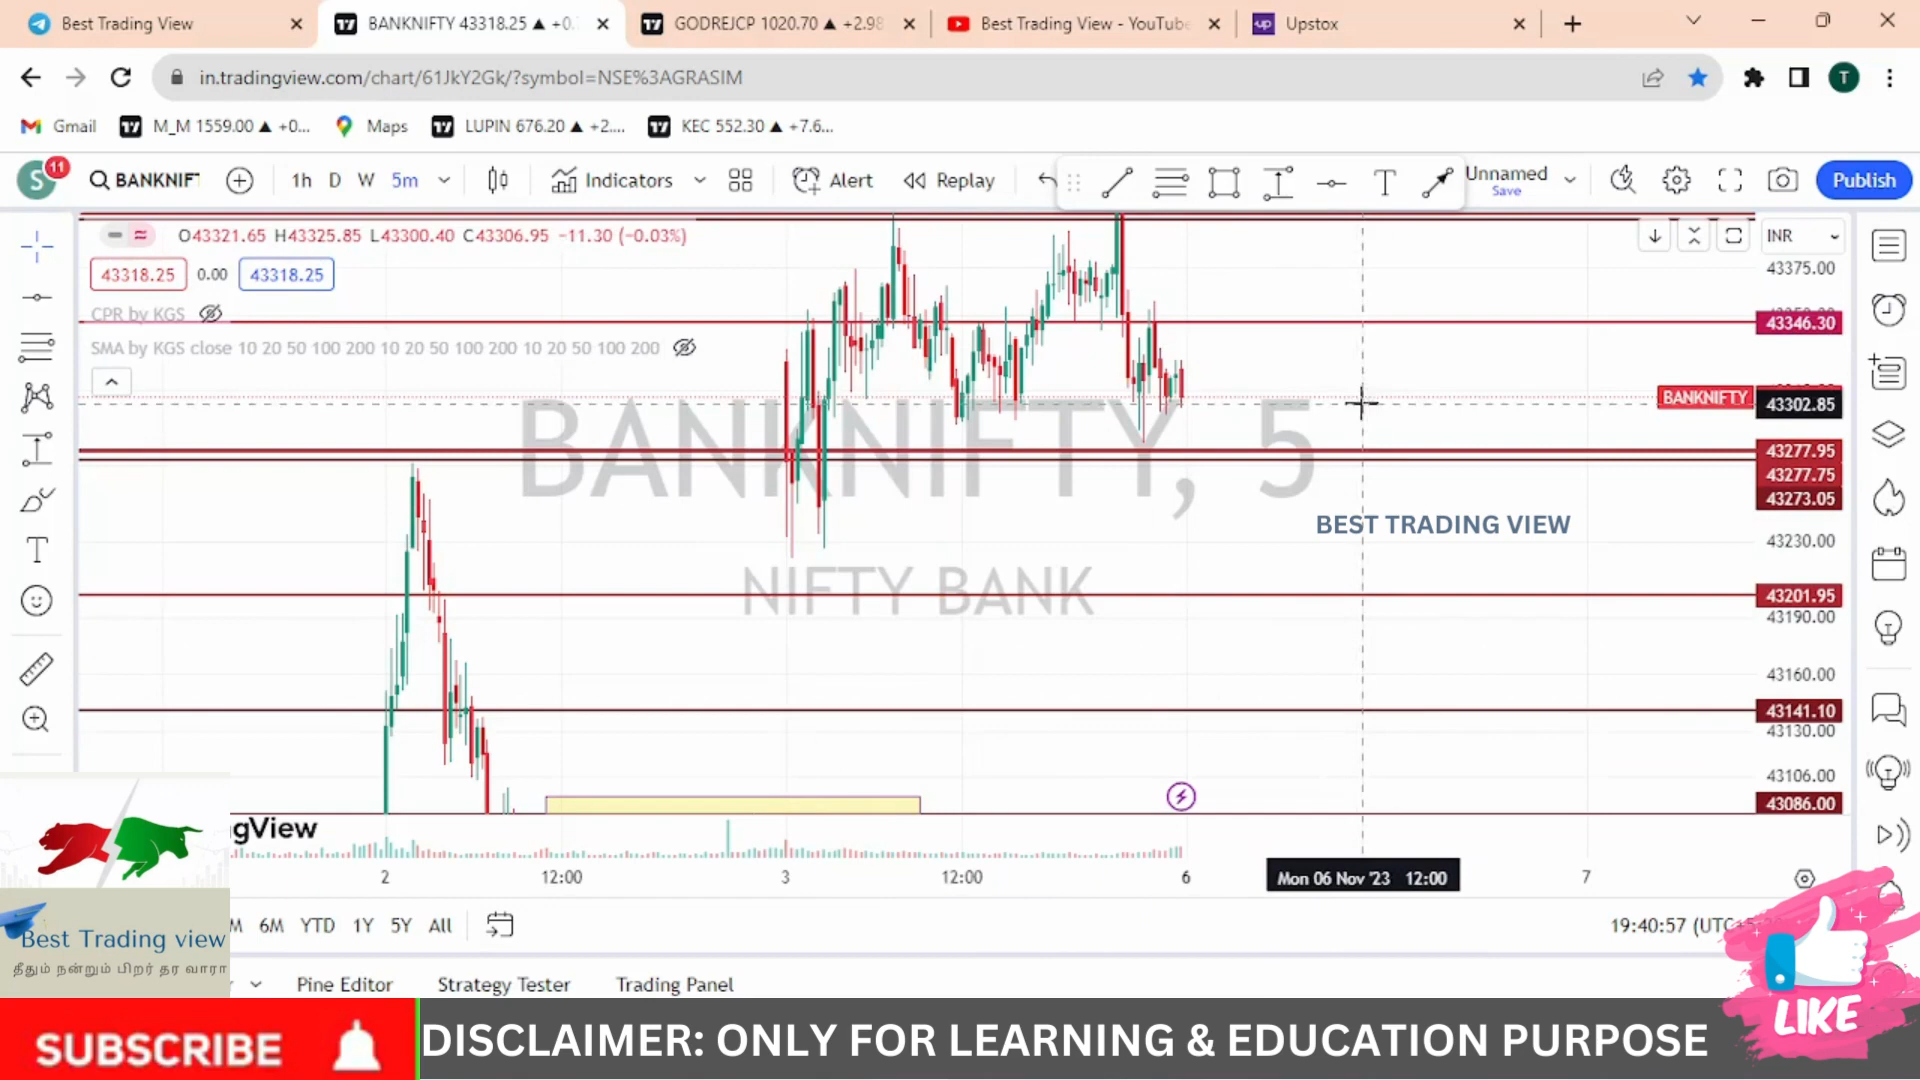 Best Trading View
BANKNIFTY 43318.25 ▲ +0.
GODREJCP 1020.70 ▲ +2.98
Best Trading View - YouTube
Upstox
in.tradingview.com/chart/61JkY2Gk/?symbol=NSE%3AGRASIM
T
Gmail
M_M 1559.00 ▲ +0...
Maps
LUPIN 676.20 ▲ +2....
KEC 552.30 ▲ +7.6...
S
11
BANKNIFT
1h
D
W
5m
Indicators
Alert
Replay
Unnamed
Save
Publish
O43321.65 H43325.85 L43300.40 C43306.95 −11.30 (−0.03%)
INR
43318.25
0.00
43318.25
43375.00
CPR by KGS
43346.30
SMA by KGS close 10 20 50 100 200 10 20 50 100 200 10 20 50 100 200
BANKNIFTY
43302.85
BANKNIFTY, 5
43277.95
43277.75
43273.05
BEST TRADING VIEW
43230.00
NIFTY BANK
43201.95
43190.00
43160.00
43141.10
43130.00
43106.00
43086.00
gView
2
12:00
3
12:00
6
Mon 06 Nov '23 12:00
7
6M
YTD
1Y
5Y
All
19:40:57 (UTC+5:
Best Trading view
தீதும் நன்றும் பிறர் தர வாரா
Pine Editor
Strategy Tester
Trading Panel
LIKE
SUBSCRIBE
DISCLAIMER: ONLY FOR LEARNING & EDUCATION PURPOSE